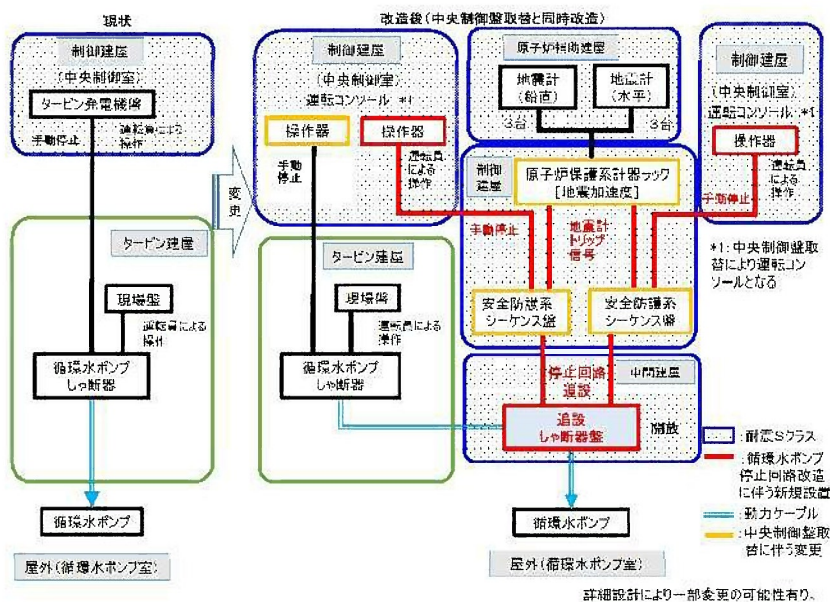 現状
制御建屋
(中央制御室)
タービン発電機盤
手動停止
運転員により
操作
タービン建屋
現場盤
運転員による
操作
循環水ポンプ
しゃ断器
循環水ポンプ
屋外(循環水ポンプ室)
変更
改造後(中央制御盤取替と同時改造)
制御建屋
(中央制御室)
運転コンソール *1
操作器
操作器
手動
停止
運転員
による
操作
タービン建屋
現場盤
運転員による
操作
循環水ポンプ
しゃ断器
原子炉補助建屋
地震計
(鉛直)
地震計
(水平)
3台
3台
制御
建屋
原子炉保護系計器ラック
[地震加速度]
手動停止
地震計
トリップ
信号
安全防護系
シーケンス盤
安全防護系
シーケンス盤
停止回路
追設
中間建屋
追設
しゃ断器盤
開放
循環水ポンプ
屋外(循環水ポンプ室)
制御建屋
(中央制御室)
運転コンソール *1
操作器
手動停止
運転員
による
操作
*1:中央制御盤取
替により運転コン
ソールとなる
:耐震Sクラス
:循環水ポンプ
停止回路改造
に伴う新規設置
:動力ケーブル
:中央制御盤取
替に伴う変更
詳細設計により一部変更の可能性有り。